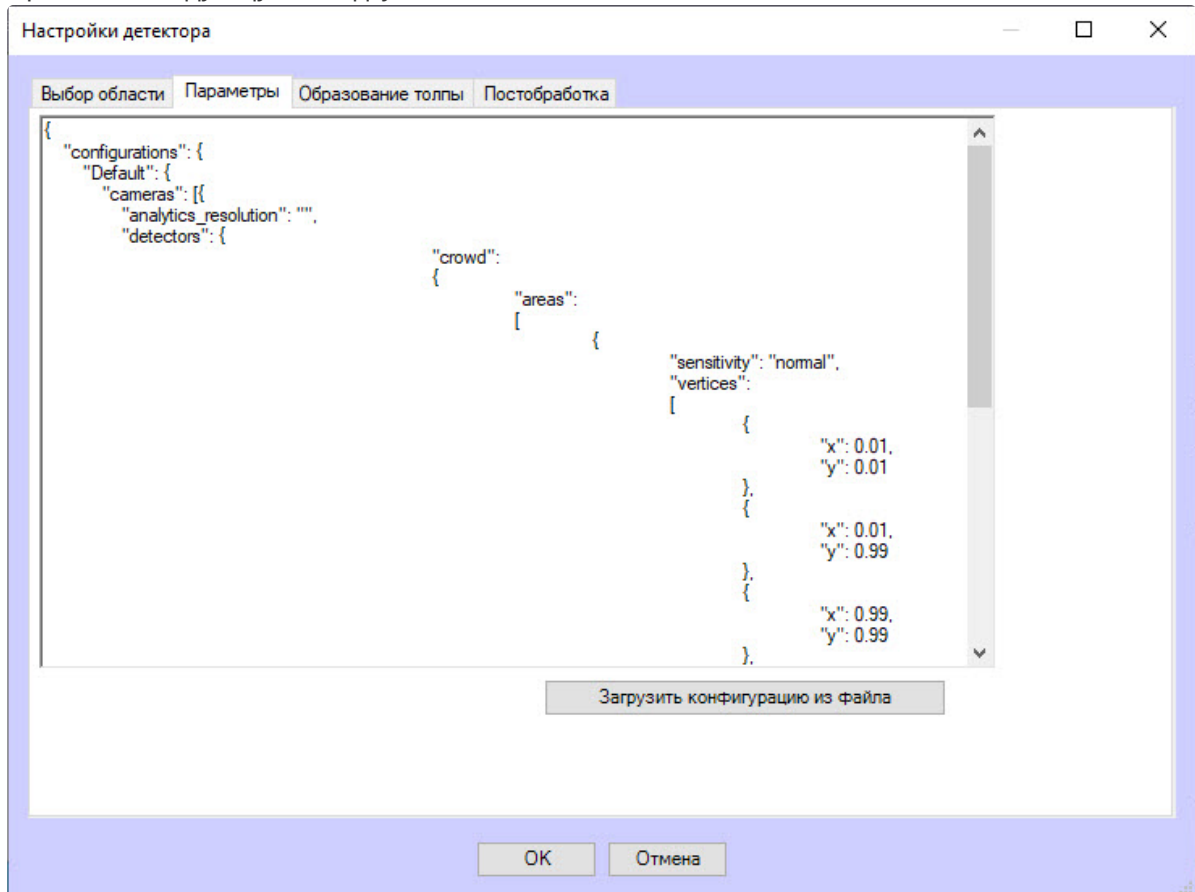 Настройки детектора
Выбор области Параметры Образование толпы Постобработка
{
"configurations": {
"Default": {
"cameras": [{
"analytics_resolution": "",
"detectors": {
"crowd":
{
"areas":
[
{
"sensitivity": "normal",
"vertices":
[
{
"x": 0.01,
"y": 0.01
},
{
"x": 0.01,
"y": 0.99
},
{
"x": 0.99,
"y": 0.99
},
Загрузить конфигурацию из файла
OK Отмена